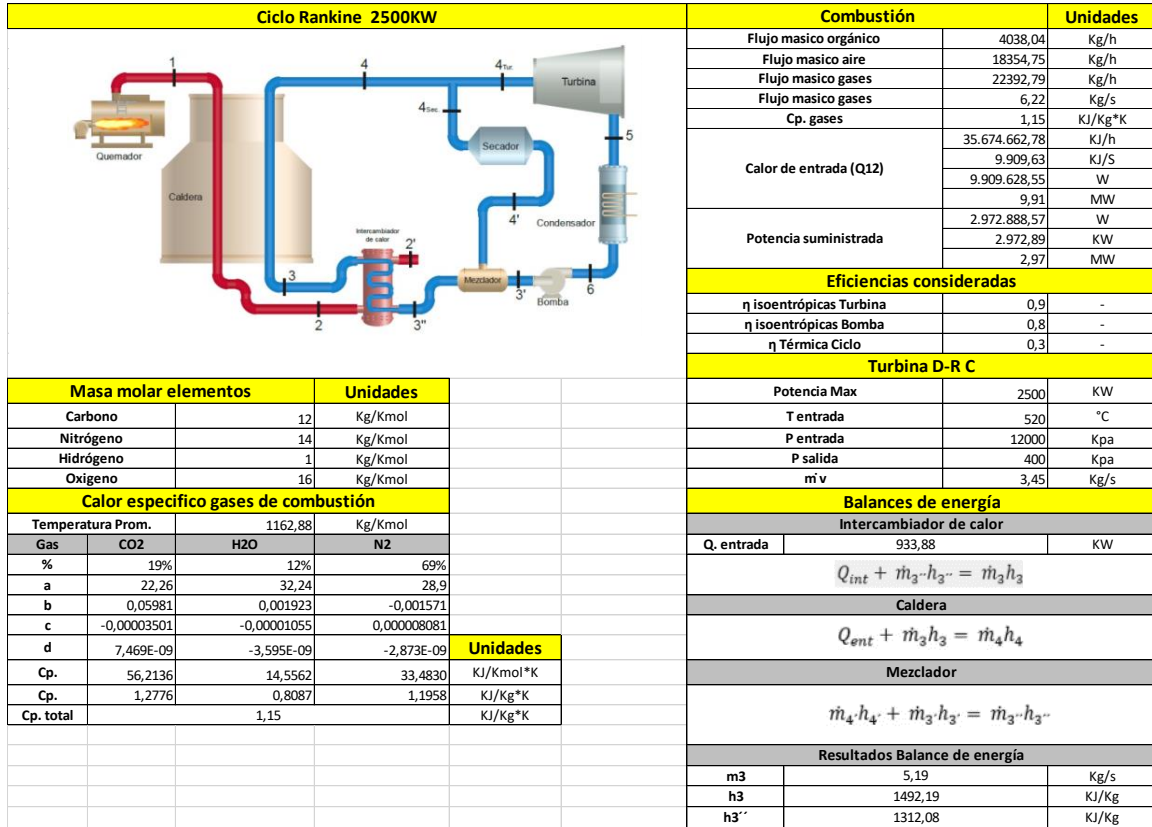 Ciclo Rankine 2500KW
1
4
4Tur.
Turbina
4Sec.
Quemador
Secador
5
Caldera
4'
Condensador
Intercambiador
de calor
2'
3
Mezclador
3'
6
Bomba
2
3''
Masa molar elementos Unidades
Carbono 12 Kg/Kmol
Nitrógeno 14 Kg/Kmol
Hidrógeno 1 Kg/Kmol
Oxigeno 16 Kg/Kmol
Calor especifico gases de combustión
Temperatura Prom. 1162,88 Kg/Kmol
Gas CO2 H2O N2
% 19% 12% 69%
a 22,26 32,24 28,9
b 0,05981 0,001923 -0,001571
c -0,00003501 -0,00001055 0,000008081
d 7,469E-09 -3,595E-09 -2,873E-09 Unidades
Cp. 56,2136 14,5562 33,4830 KJ/Kmol*K
Cp. 1,2776 0,8087 1,1958 KJ/Kg*K
Cp. total 1,15 KJ/Kg*K
Combustión Unidades
Flujo masico orgánico 4038,04 Kg/h
Flujo masico aire 18354,75 Kg/h
Flujo masico gases 22392,79 Kg/h
Flujo masico gases 6,22 Kg/s
Cp. gases 1,15 KJ/Kg*K
Calor de entrada (Q12) 35.674.662,78 KJ/h
9.909,63 KJ/S
9.909.628,55 W
9,91 MW
Potencia suministrada 2.972.888,57 W
2.972,89 KW
2,97 MW
Eficiencias consideradas
η isoentrópicas Turbina 0,9 -
η isoentrópicas Bomba 0,8 -
η Térmica Ciclo 0,3 -
Turbina D-R C
Potencia Max 2500 KW
T entrada 520 °C
P entrada 12000 Kpa
P salida 400 Kpa
ṁ v 3,45 Kg/s
Balances de energía
Intercambiador de calor
Q. entrada 933,88 KW
Q_int + ṁ_3´´h_3´´ = ṁ_3h_3
Caldera
Q_ent + ṁ_3h_3 = ṁ_4h_4
Mezclador
ṁ_4´h_4´ + ṁ_3´h_3´ = ṁ_3´´h_3´´
Resultados Balance de energía
m3 5,19 Kg/s
h3 1492,19 KJ/Kg
h3´´ 1312,08 KJ/Kg